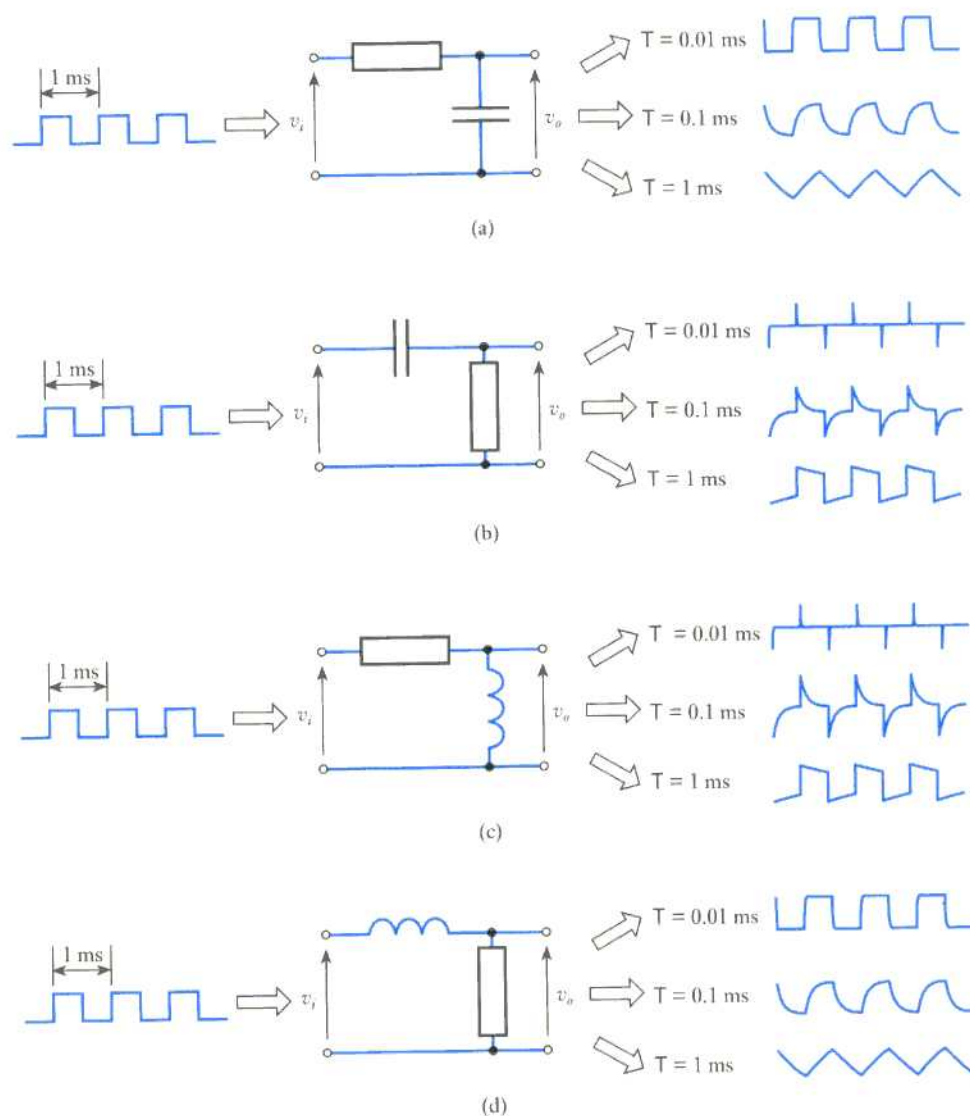 T = 0.01 ms
1 ms
v_i
v_o
T = 0.1 ms
T = 1 ms
(a)
T = 0.01 ms
1 ms
v_i
v_o
T = 0.1 ms
T = 1 ms
(b)
T = 0.01 ms
1 ms
v_i
v_o
T = 0.1 ms
T = 1 ms
(c)
T = 0.01 ms
1 ms
v_i
v_o
T = 0.1 ms
T = 1 ms
(d)